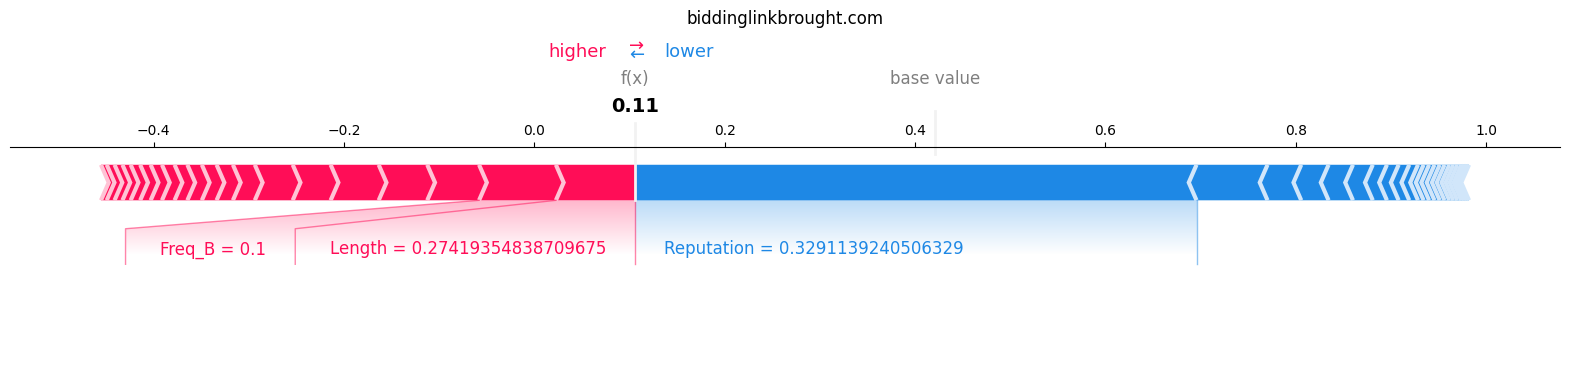 biddinglinkbrought.com
higher → ← lower
f(x) base value
0.11
−0.4 −0.2 0.0 0.2 0.4 0.6 0.8 1.0
Freq_B = 0.1 Length = 0.27419354838709675 Reputation = 0.3291139240506329